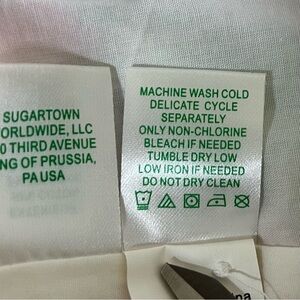 SUGARTOWN
ORLDWIDE, LLC
0 THIRD AVENUE
NG OF PRUSSIA,
PA USA
MACHINE WASH COLD
DELICATE CYCLE
SEPARATELY
ONLY NON-CHLORINE
BLEACH IF NEEDED
TUMBLE DRY LOW
LOW IRON IF NEEDED
DO NOT DRY CLEAN